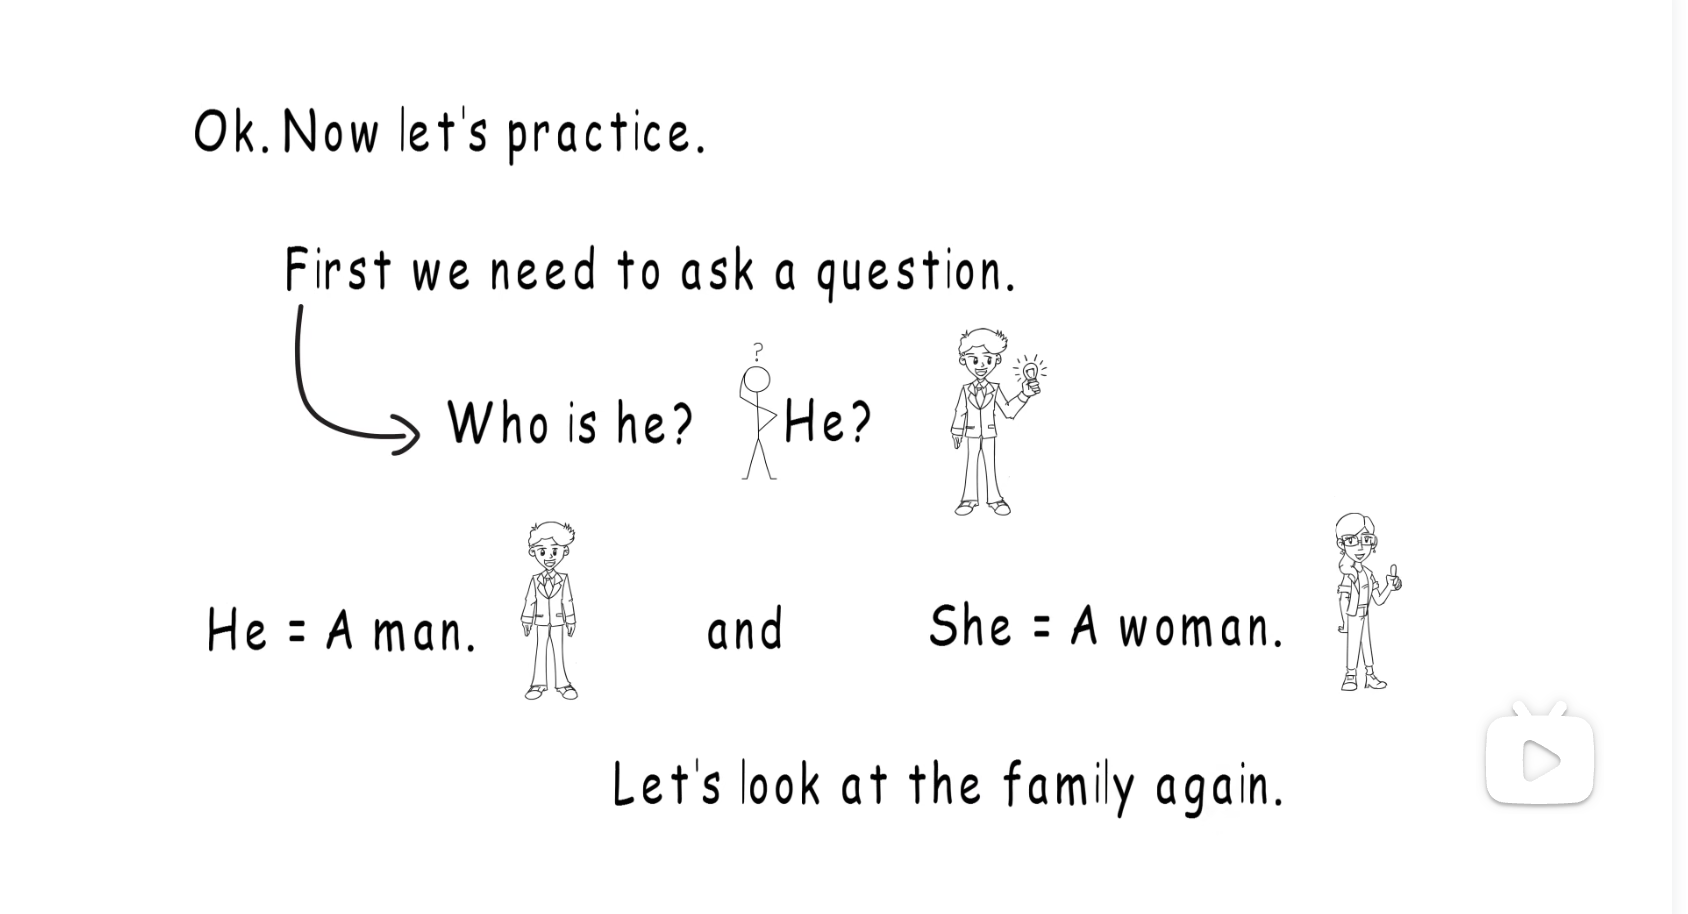 Ok. Now let's practice.
First we need to ask a question.
?
Who is he? He?
He = A man. and She = A woman.
Let's look at the family again.